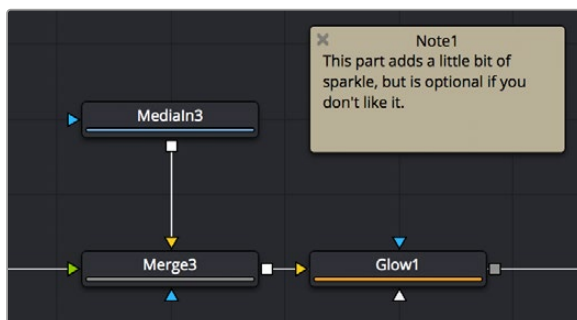 Note1
This part adds a little bit of
sparkle, but is optional if you
don't like it.
MediaIn3
Merge3
Glow1